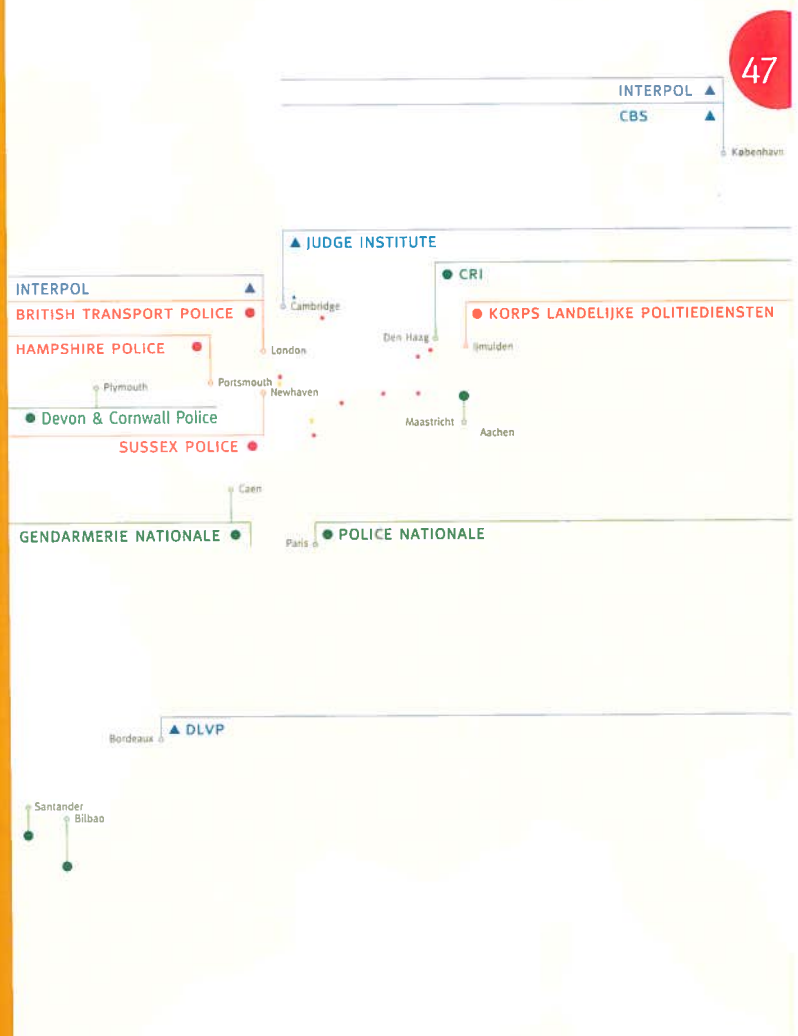 47
INTERPOL
CBS
København
JUDGE INSTITUTE
CRI
INTERPOL
Cambridge
BRITISH TRANSPORT POLICE
KORPS LANDELIJKE POLITIEDIENSTEN
Den Haag
HAMPSHIRE POLICE
London
Ijmulden
Plymouth
Portsmouth
Newhaven
Devon & Cornwall Police
Maastricht
Aachen
SUSSEX POLICE
Caen
GENDARMERIE NATIONALE
Paris
POLICE NATIONALE
DLVP
Bordeaux
Santander
Bilbao